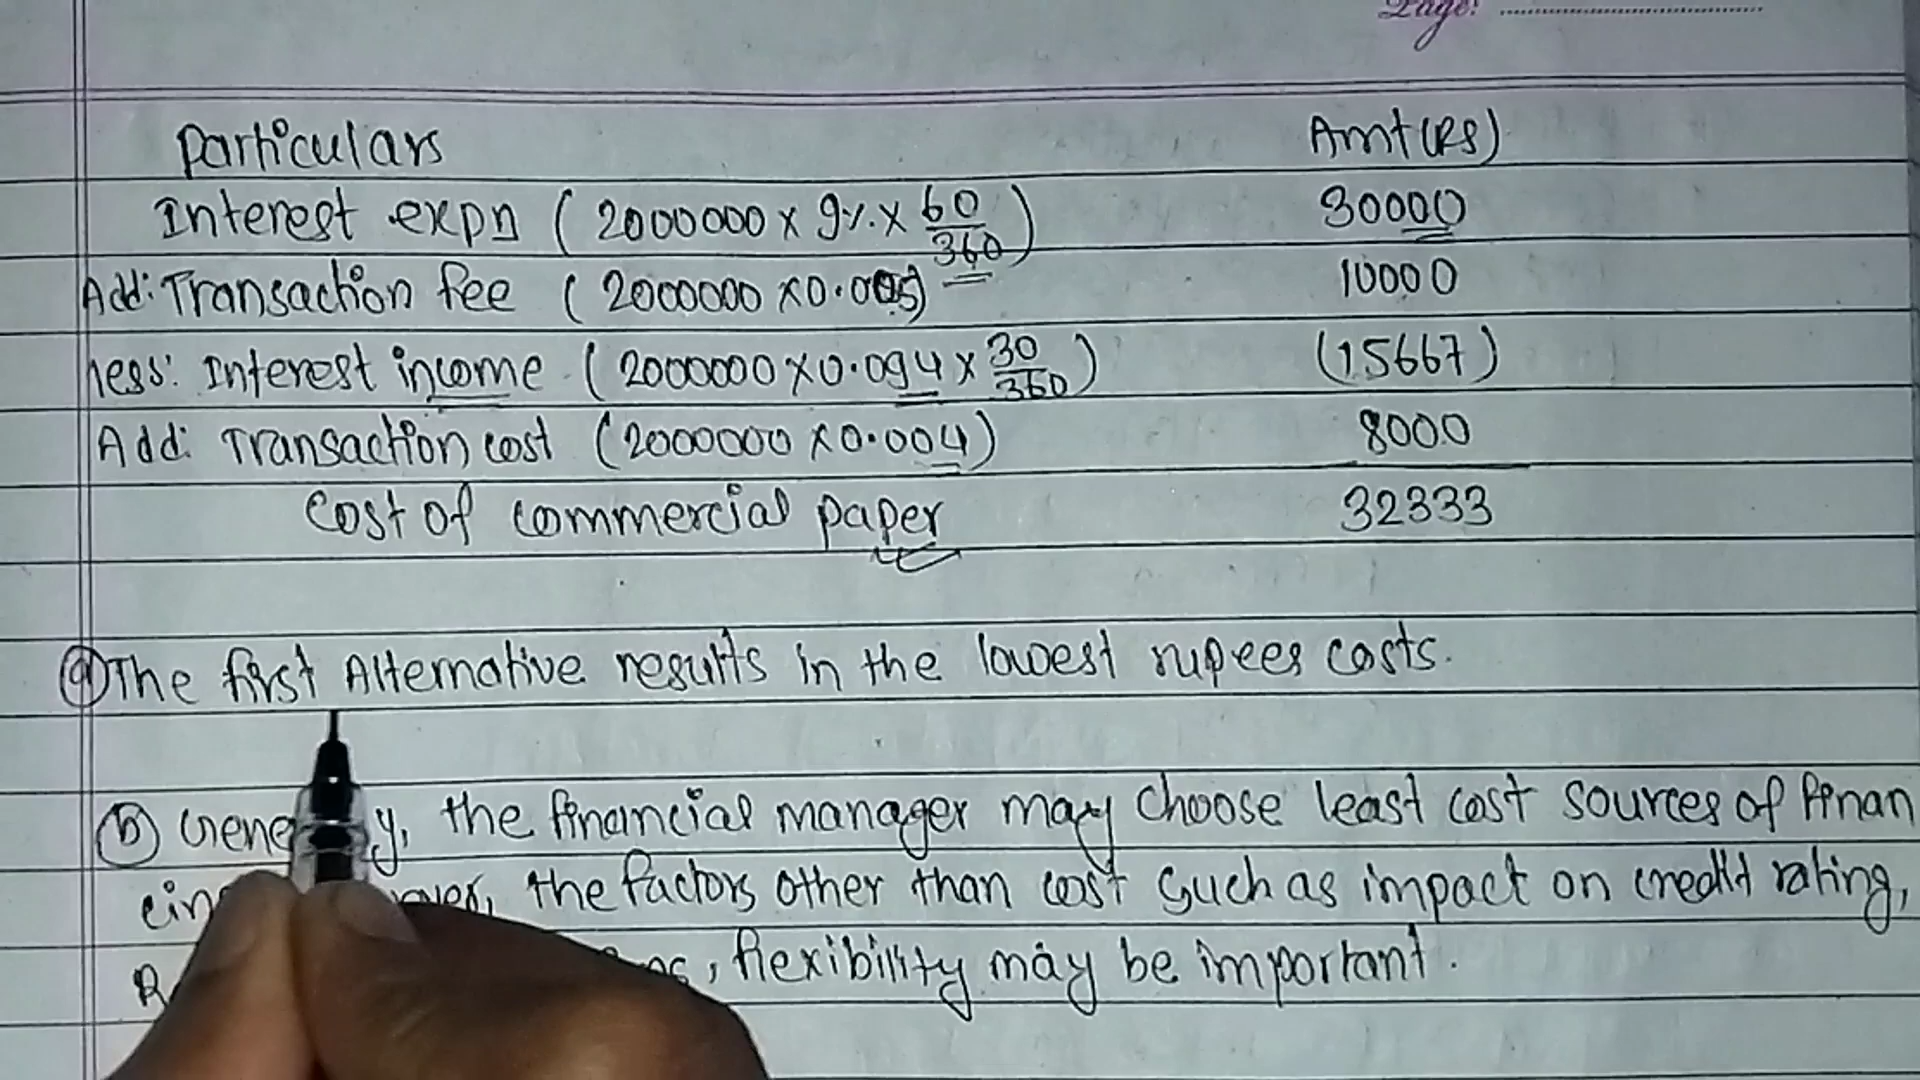 Page:
Particulars Amt (RS)
Interest expn (2000000 x 9% x 60/360) 30000
Add: Transaction fee (2000000 x 0.005) 10000
less: Interest income (2000000 x 0.094 x 30/360) (15667)
Add: Transaction cost (2000000 x 0.004) 8000
Cost of commercial paper 32333
(a) The first Alternative results in the lowest rupees costs.
(b) the financial manager may choose least cost sources of finan
the factors other than cost such as impact on credit rating,
, flexibility may be important.